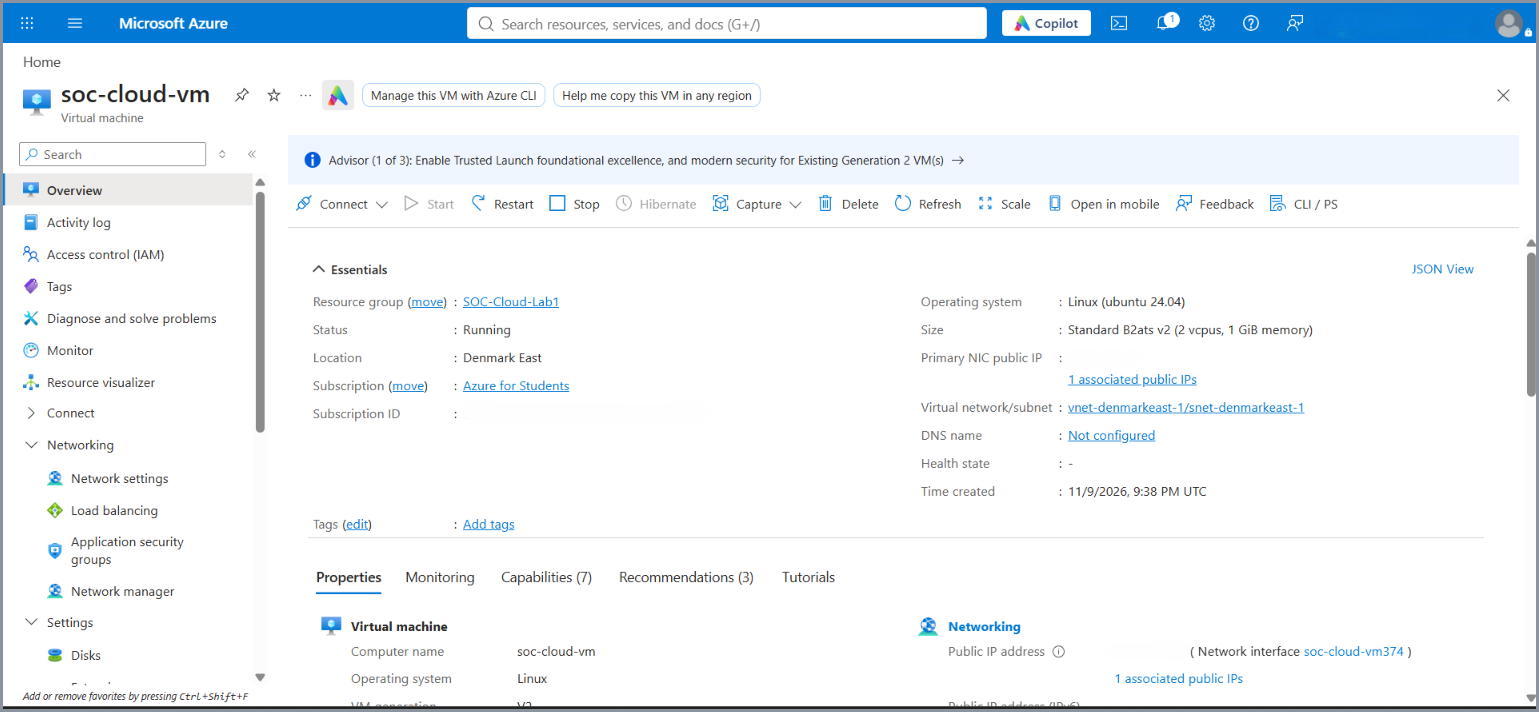 Microsoft Azure
Search resources, services, and docs (G+/)
Copilot
1
Home
soc-cloud-vm
Virtual machine
Manage this VM with Azure CLI
Help me copy this VM in any region
Search
Advisor (1 of 3): Enable Trusted Launch foundational excellence, and modern security for Existing Generation 2 VM(s) →
Connect Start Restart Stop Hibernate Capture Delete Refresh Scale Open in mobile Feedback CLI / PS
Overview
Activity log
Access control (IAM)
Tags
Diagnose and solve problems
Monitor
Resource visualizer
Connect
Networking
Network settings
Load balancing
Application security
groups
Network manager
Settings
Disks
Add or remove favorites by pressing Ctrl+Shift+F
Essentials
JSON View
Resource group (move) : SOC-Cloud-Lab1
Status : Running
Location : Denmark East
Subscription (move) : Azure for Students
Subscription ID :
Operating system : Linux (ubuntu 24.04)
Size : Standard B2ats v2 (2 vcpus, 1 GiB memory)
Primary NIC public IP :
1 associated public IPs
Virtual network/subnet : vnet-denmarkeast-1/snet-denmarkeast-1
DNS name : Not configured
Health state : -
Time created : 11/9/2026, 9:38 PM UTC
Tags (edit) : Add tags
Properties Monitoring Capabilities (7) Recommendations (3) Tutorials
Virtual machine
Computer name soc-cloud-vm
Operating system Linux
VM generation V2
Networking
Public IP address ( Network interface soc-cloud-vm374 )
1 associated public IPs
Public IP address (IPv6)